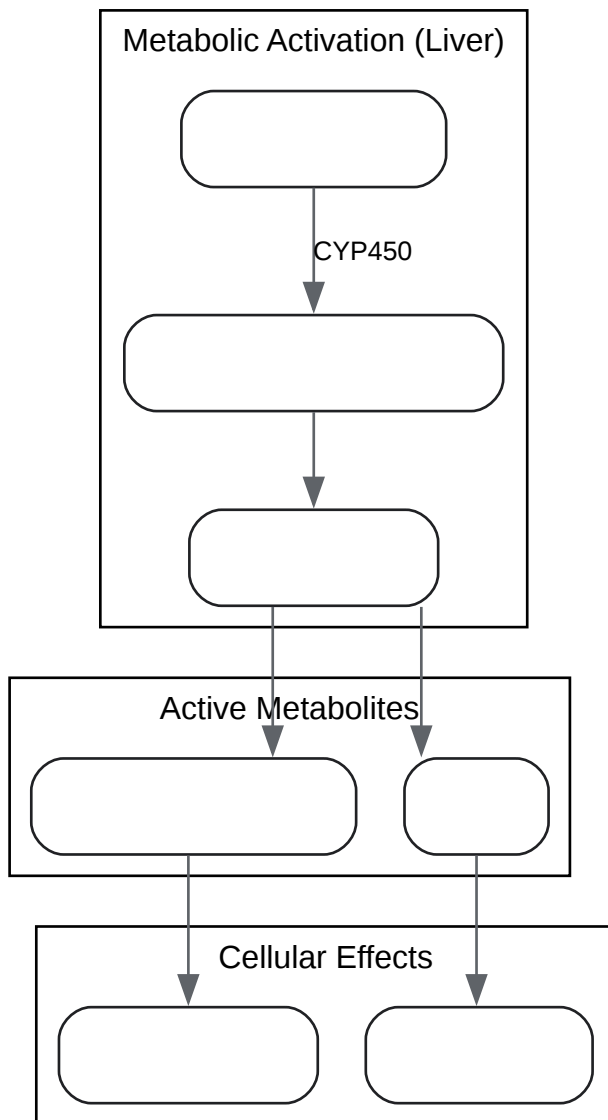 Metabolic Activation (Liver)
CYP450
Active Metabolites
Cellular Effects